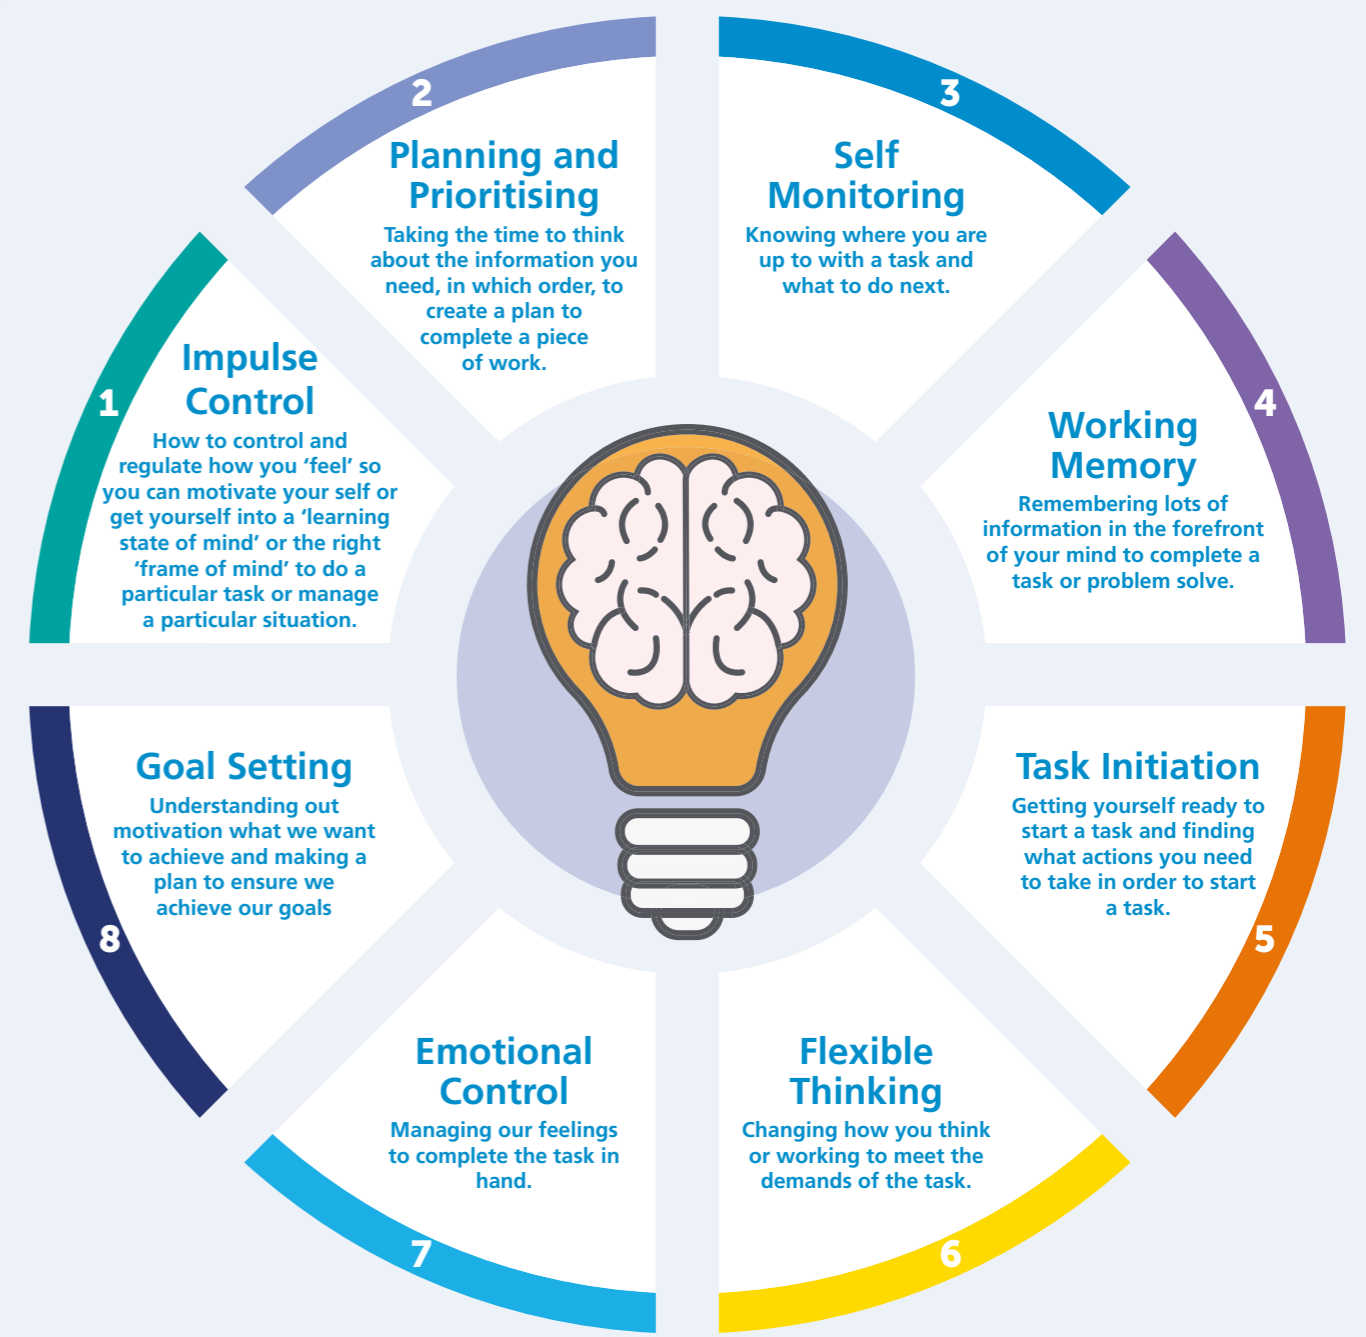 1
Impulse
Control
How to control and
regulate how you ‘feel’ so
you can motivate your self or
get yourself into a ‘learning
state of mind’ or the right
‘frame of mind’ to do a
particular task or manage
a particular situation.
2
Planning and
Prioritising
Taking the time to think
about the information you
need, in which order, to
create a plan to
complete a piece
of work.
3
Self
Monitoring
Knowing where you are
up to with a task and
what to do next.
4
Working
Memory
Remembering lots of
information in the forefront
of your mind to complete a
task or problem solve.
5
Task Initiation
Getting yourself ready to
start a task and finding
what actions you need
to take in order to start
a task.
6
Flexible
Thinking
Changing how you think
or working to meet the
demands of the task.
7
Emotional
Control
Managing our feelings
to complete the task in
hand.
8
Goal Setting
Understanding out
motivation what we want
to achieve and making a
plan to ensure we
achieve our goals